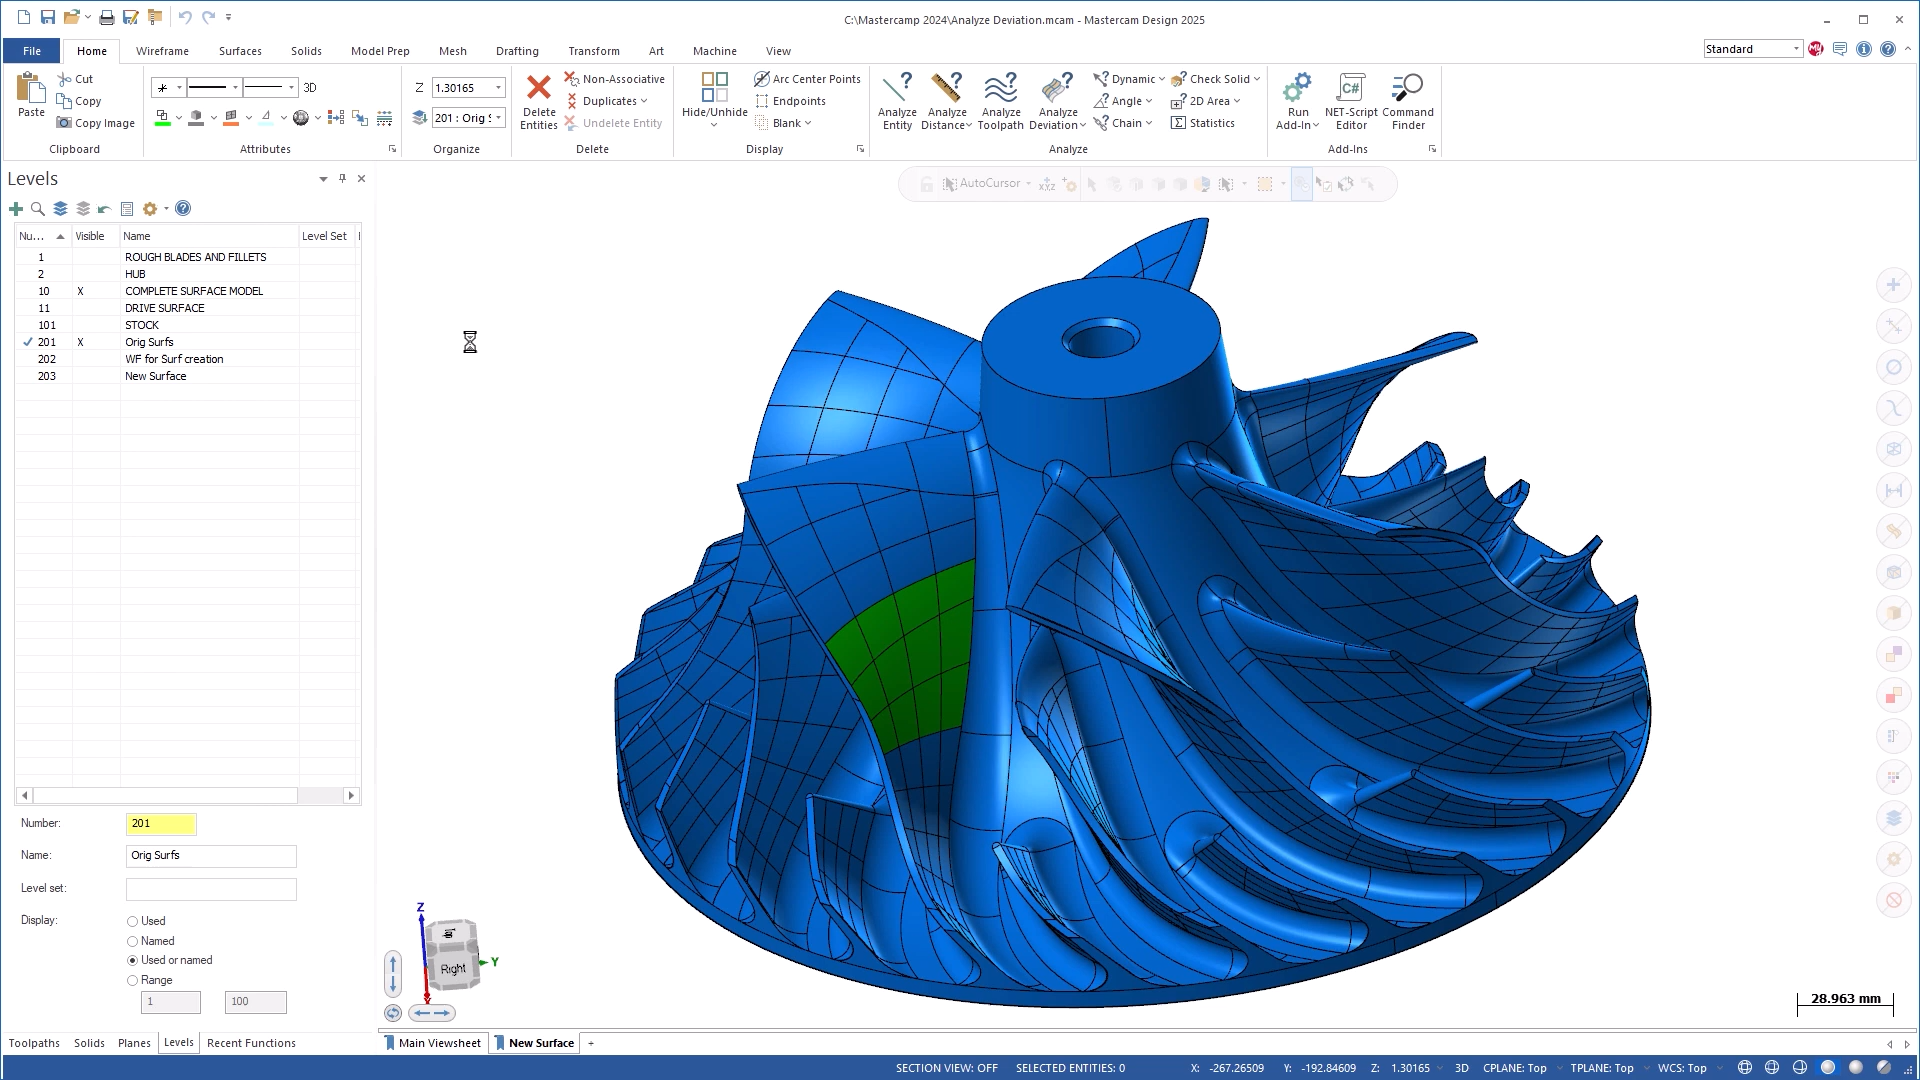 C:\Mastercamp 2024\Analyze Deviation.mcam - Mastercam Design 2025
File Home Wireframe Surfaces Solids Model Prep Mesh Drafting Transform Art Machine View Standard
Paste
Cut
Copy
Copy Image
Clipboard
3D
Attributes
Z 1.30165
201 : Orig
Organize
Delete Entities
Non-Associative
Duplicates
Undelete Entity
Delete
Hide/Unhide
Arc Center Points
Endpoints
Blank
Display
Analyze Entity
Analyze Distance
Analyze Toolpath
Analyze Deviation
Dynamic
Angle
Chain
Check Solid
2D Area
Statistics
Analyze
Run Add-In
C#
NET-Script Editor
Command Finder
Add-Ins
Levels
AutoCursor
XYZ
Nu... Visible Name Level Set
1 ROUGH BLADES AND FILLETS
2 HUB
10 X COMPLETE SURFACE MODEL
11 DRIVE SURFACE
101 STOCK
201 X Orig Surfs
202 WF for Surf creation
203 New Surface
Number: 201
Name: Orig Surfs
Level set:
Display: Used
Named
Used or named
Range
1 100
Z
Right
Y
28.963 mm
Toolpaths Solids Planes Levels Recent Functions
Main Viewsheet New Surface +
SECTION VIEW: OFF SELECTED ENTITIES: 0 X: -267.26509 Y: -192.84609 Z: 1.30165 3D CPLANE: Top TPLANE: Top WCS: Top